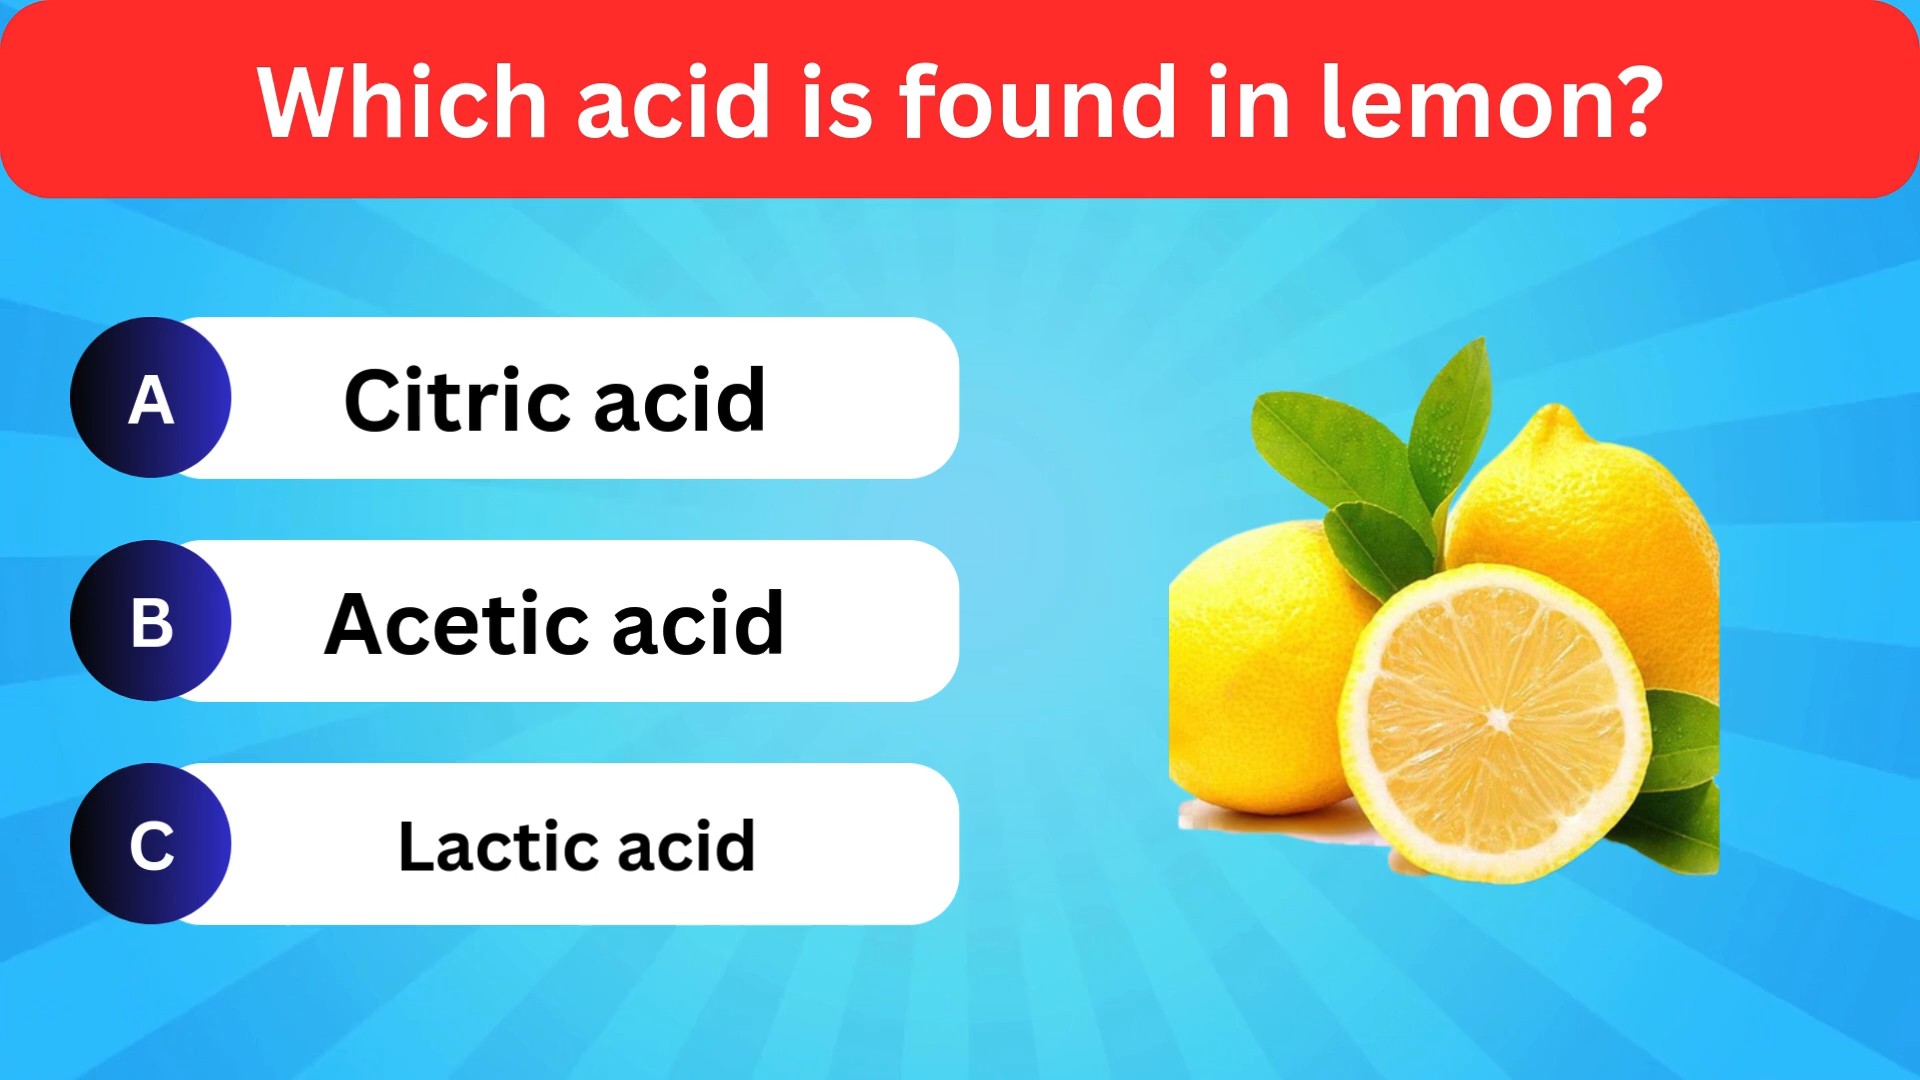 Which acid is found in lemon?
A Citric acid
B Acetic acid
C Lactic acid